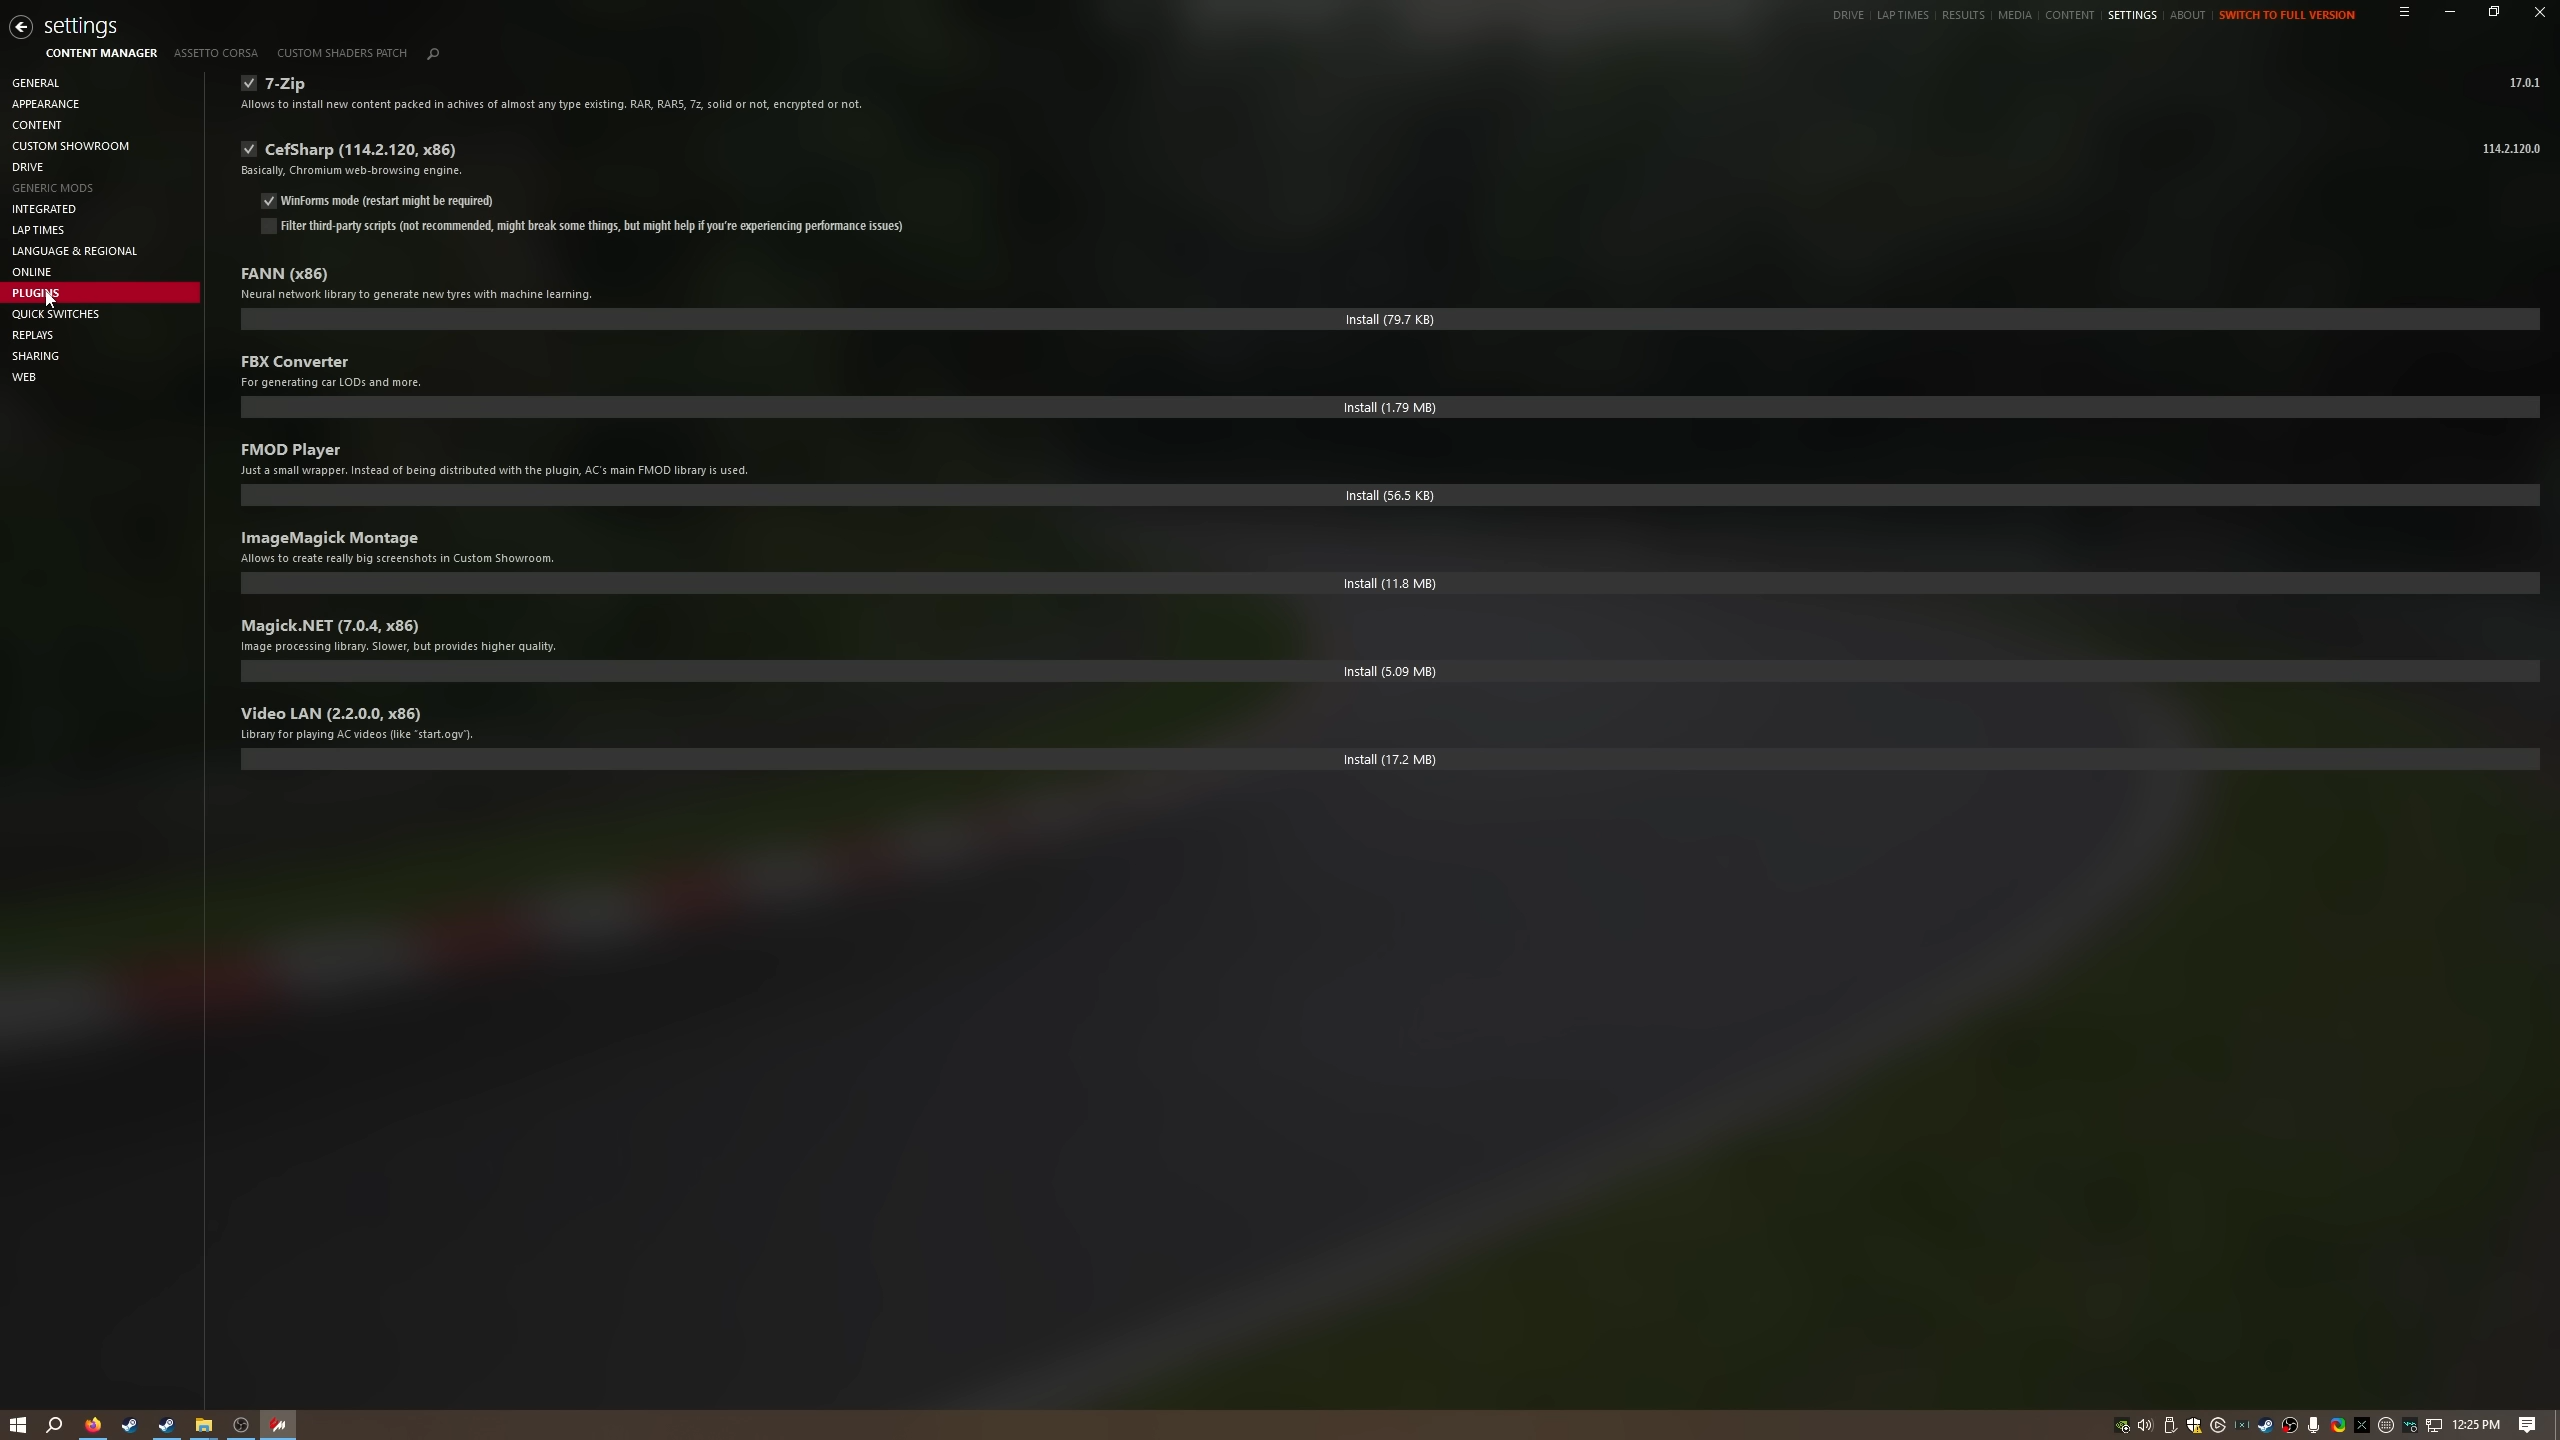 settings
DRIVE | LAP TIMES | RESULTS | MEDIA | CONTENT | SETTINGS | ABOUT | SWITCH TO FULL VERSION
CONTENT MANAGER ASSETTO CORSA CUSTOM SHADERS PATCH
GENERAL
APPEARANCE
CONTENT
CUSTOM SHOWROOM
DRIVE
GENERIC MODS
INTEGRATED
LAP TIMES
LANGUAGE & REGIONAL
ONLINE
PLUGINS
QUICK SWITCHES
REPLAYS
SHARING
WEB
7-Zip 17.0.1
Allows to install new content packed in achives of almost any type existing. RAR, RAR5, 7z, solid or not, encrypted or not.
CefSharp (114.2.120, x86) 114.2.120.0
Basically, Chromium web-browsing engine.
WinForms mode (restart might be required)
Filter third-party scripts (not recommended, might break some things, but might help if you're experiencing performance issues)
FANN (x86)
Neural network library to generate new tyres with machine learning.
Install (79.7 KB)
FBX Converter
For generating car LODs and more.
Install (1.79 MB)
FMOD Player
Just a small wrapper. Instead of being distributed with the plugin, AC's main FMOD library is used.
Install (56.5 KB)
ImageMagick Montage
Allows to create really big screenshots in Custom Showroom.
Install (11.8 MB)
Magick.NET (7.0.4, x86)
Image processing library. Slower, but provides higher quality.
Install (5.09 MB)
Video LAN (2.2.0.0, x86)
Library for playing AC videos (like "start.ogv").
Install (17.2 MB)
12:25 PM